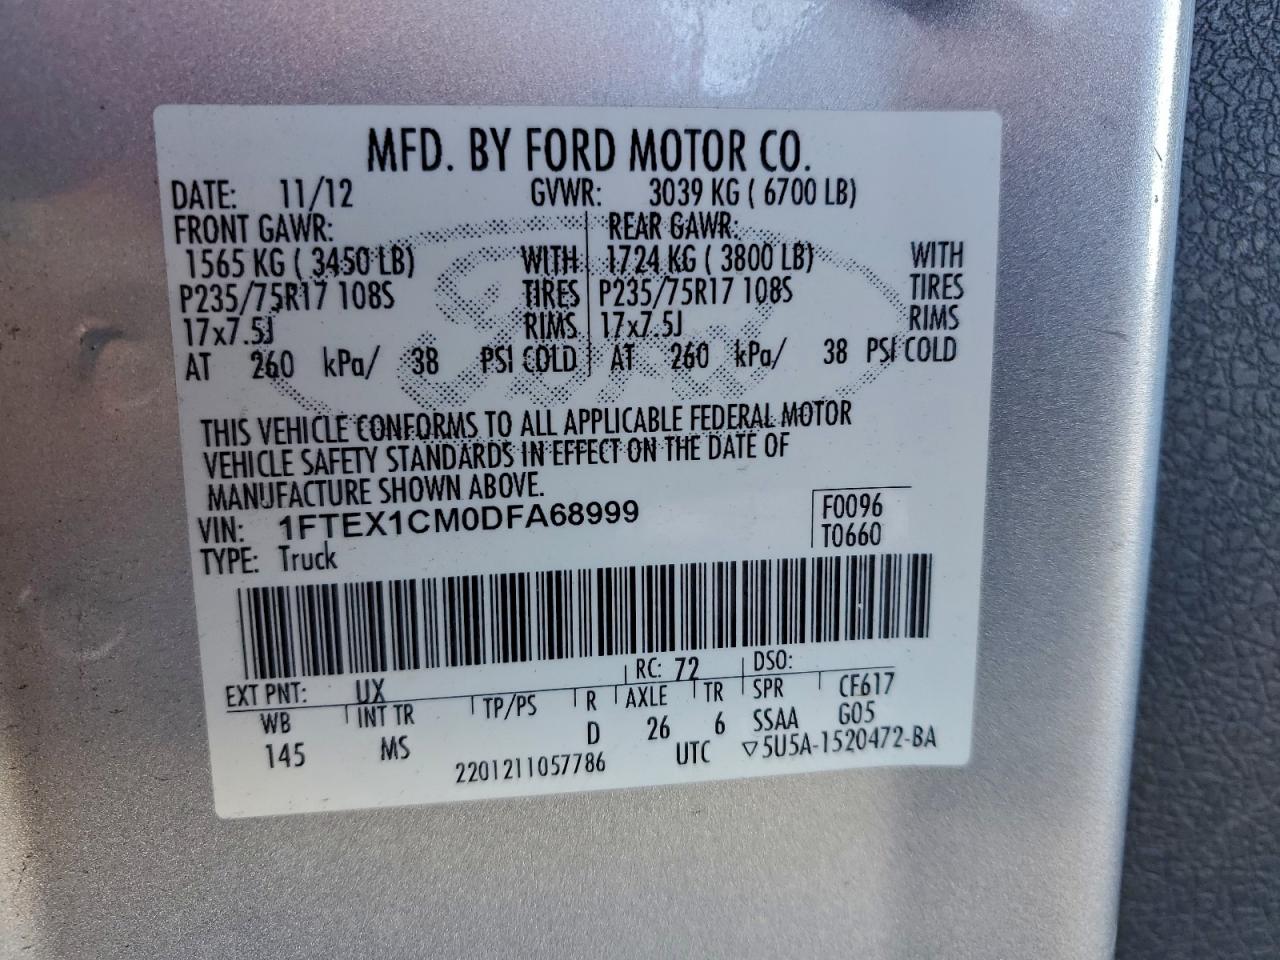 MFD. BY FORD MOTOR CO.
DATE: 11/12 GVWR: 3039 KG ( 6700 LB)
FRONT GAWR: REAR GAWR:
1565 KG ( 3450 LB) WITH 1724 KG ( 3800 LB) WITH
P235/75R17 108S TIRES P235/75R17 108S TIRES
17x7.5J RIMS 17x7.5J RIMS
AT 260 kPa/ 38 PSI COLD AT 260 kPa/ 38 PSI COLD
THIS VEHICLE CONFORMS TO ALL APPLICABLE FEDERAL MOTOR
VEHICLE SAFETY STANDARDS IN EFFECT ON THE DATE OF
MANUFACTURE SHOWN ABOVE.
VIN: 1FTEX1CM0DFA68999 F0096
TYPE: Truck T0660
EXT PNT: UX RC: 72 DSO:
WB INT TR TP/PS R AXLE TR SPR CF617
145 MS D 26 6 SSAA G05
2201211057786 UTC ▽5U5A-1520472-BA